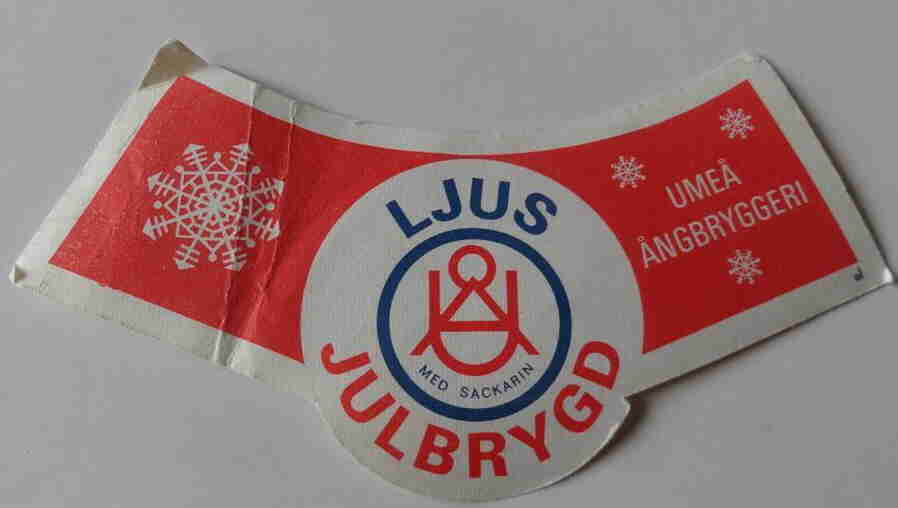 LJUS
MED SACKARIN
JULBRYGD
UMEÅ
ÅNGBRYGGERI